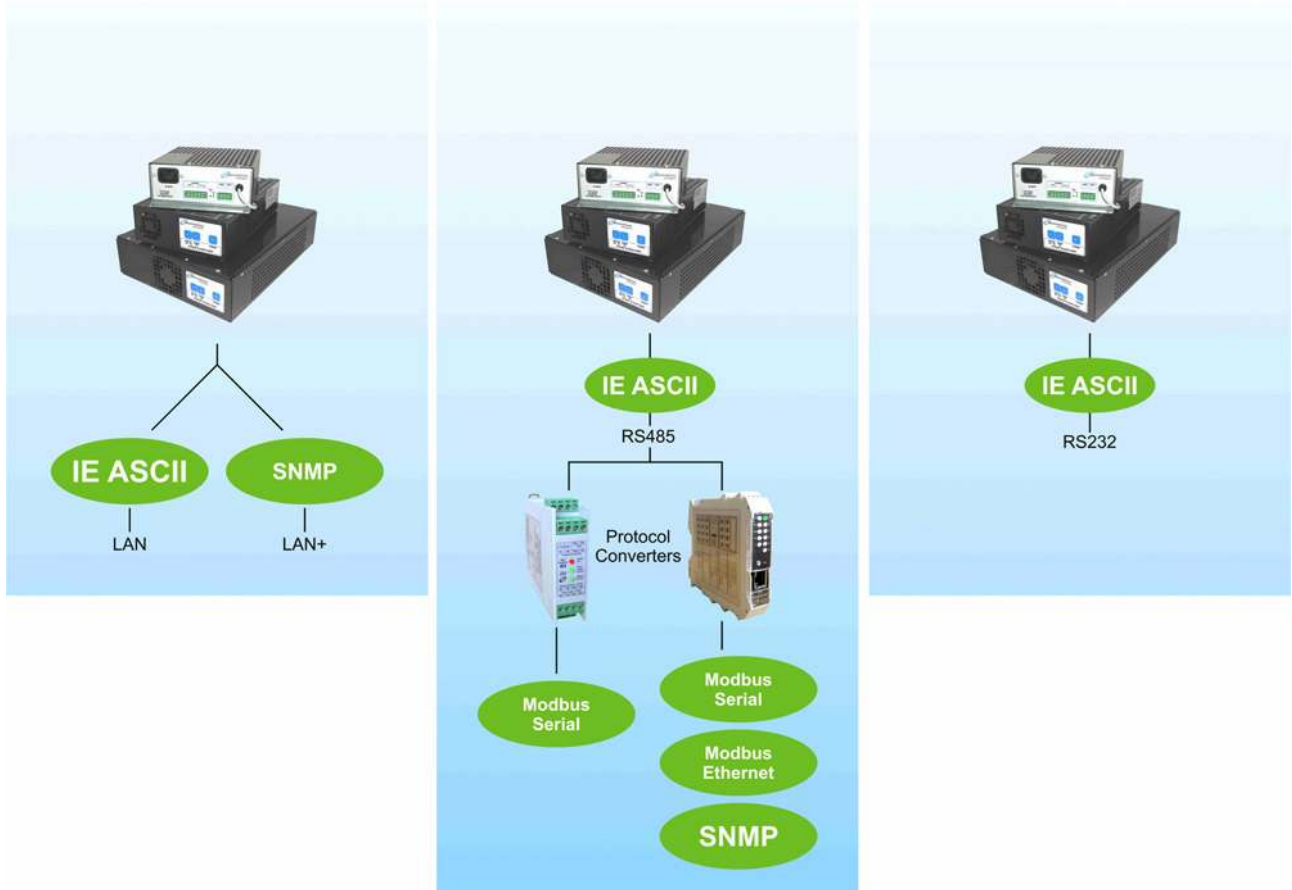 IE ASCII
SNMP
LAN
LAN+
IE ASCII
RS485
Protocol
Converters
Modbus
Serial
Modbus
Serial
Modbus
Ethernet
SNMP
IE ASCII
RS232